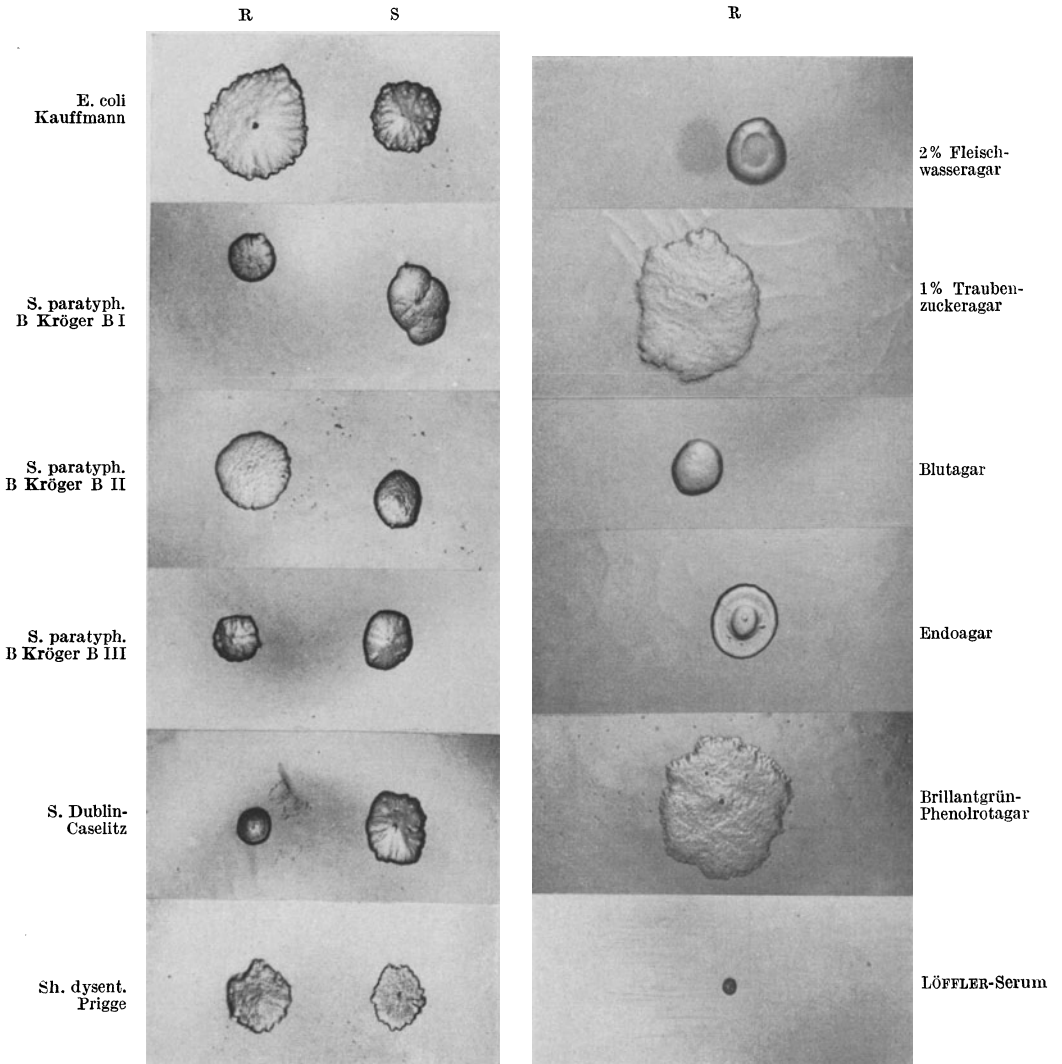 R
S
E. coli
Kauffmann
S. paratyph.
B Kröger B I
S. paratyph.
B Kröger B II
S. paratyph.
B Kröger B III
S. Dublin-
Caselitz
Sh. dysent.
Prigge
R
2% Fleisch-
wasseragar
1% Trauben-
zuckeragar
Blutagar
Endoagar
Brillantgrün-
Phenolrotagar
LÖFFLER-Serum